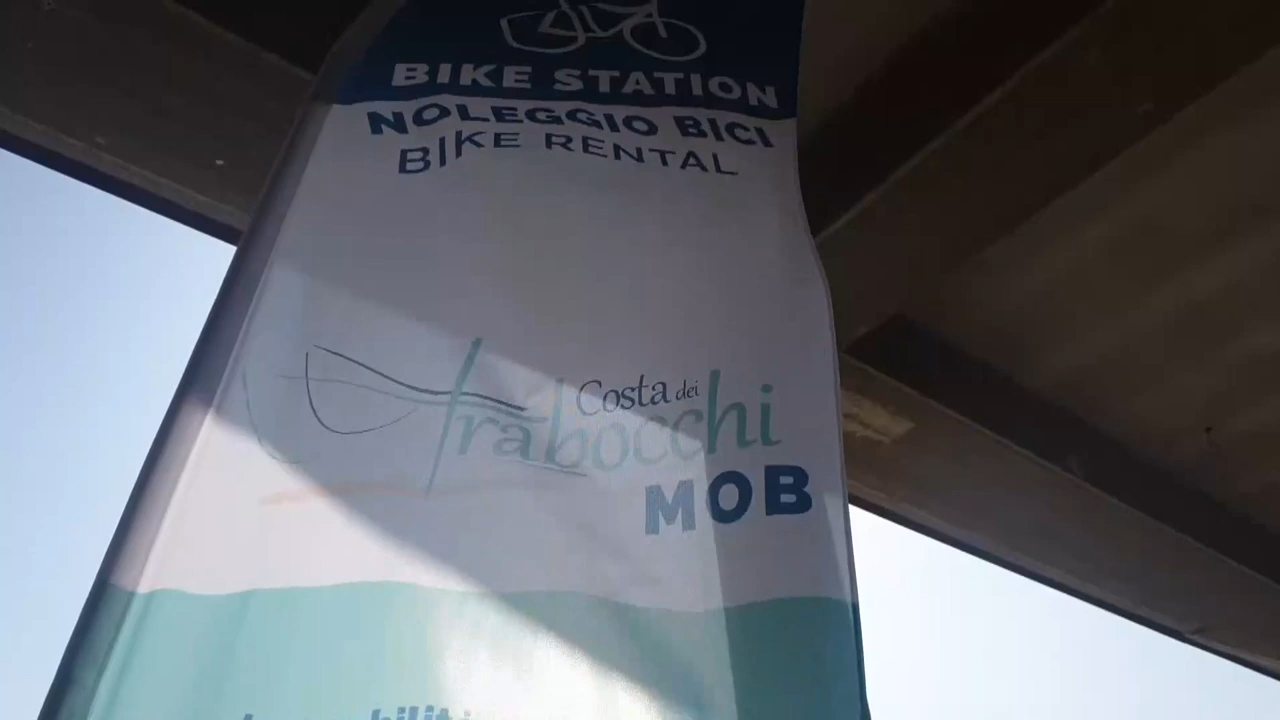 BIKE STATION
NOLEGGIO BICI
BIKE RENTAL
Costa dei
trabocchi
MOB